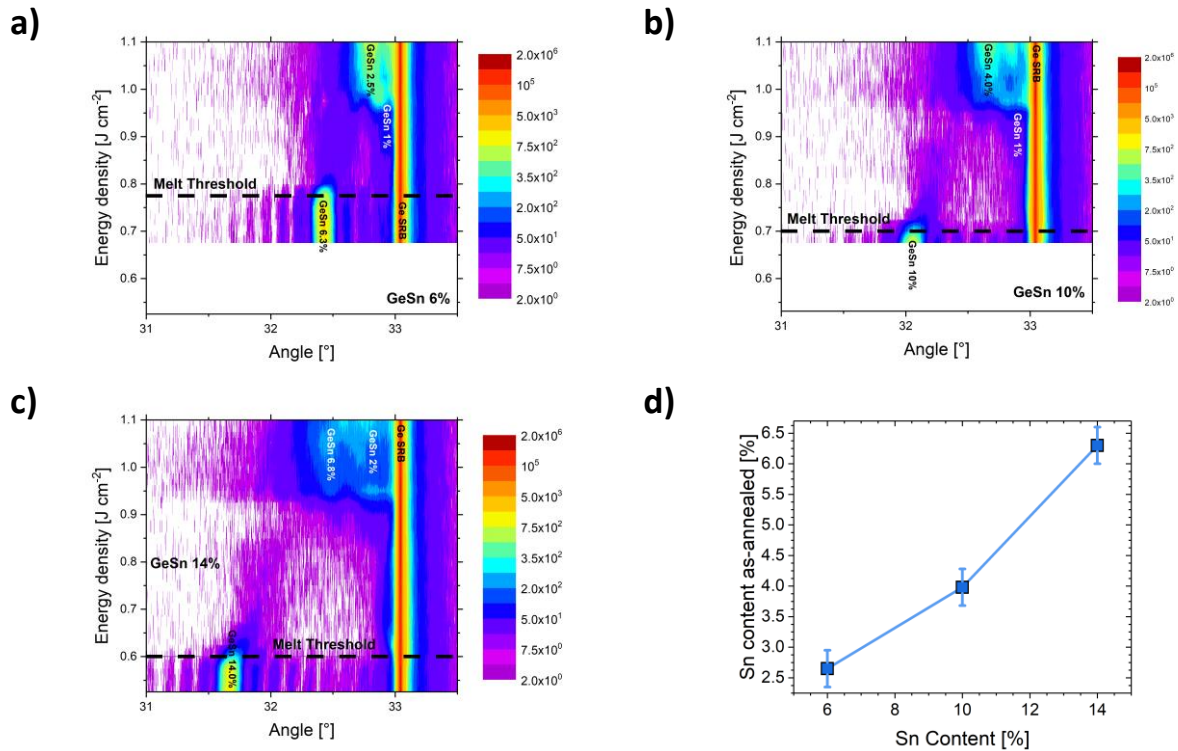 a)
1.1
1.0
0.9
0.8
0.7
0.6
Energy density [J cm⁻²]
31
32
33
Angle [°]
GeSn 2.5%
GeSn 1%
Melt Threshold
GeSn 6.3%
Ge SRB
GeSn 6%
2.0x10⁶
10⁵
5.0x10³
7.5x10²
3.5x10²
2.0x10²
5.0x10¹
7.5x10⁰
2.0x10⁰
b)
1.1
1.0
0.9
0.8
0.7
0.6
Energy density [J cm⁻²]
31
32
33
Angle [°]
GeSn 4.0%
Ge SRB
GeSn 1%
Melt Threshold
GeSn 10%
GeSn 10%
2.0x10⁶
10⁵
5.0x10³
7.5x10²
3.5x10²
2.0x10²
5.0x10¹
7.5x10⁰
2.0x10⁰
c)
1.1
1.0
0.9
0.8
0.7
0.6
Energy density [J cm⁻²]
31
32
33
Angle [°]
GeSn 6.8%
GeSn 2%
Ge SRB
GeSn 14%
Melt Threshold
GeSn 14.0%
2.0x10⁶
10⁵
5.0x10³
7.5x10²
3.5x10²
2.0x10²
5.0x10¹
7.5x10⁰
2.0x10⁰
d)
6.5
6.0
5.5
5.0
4.5
4.0
3.5
3.0
2.5
Sn content as-annealed [%]
6
8
10
12
14
Sn Content [%]